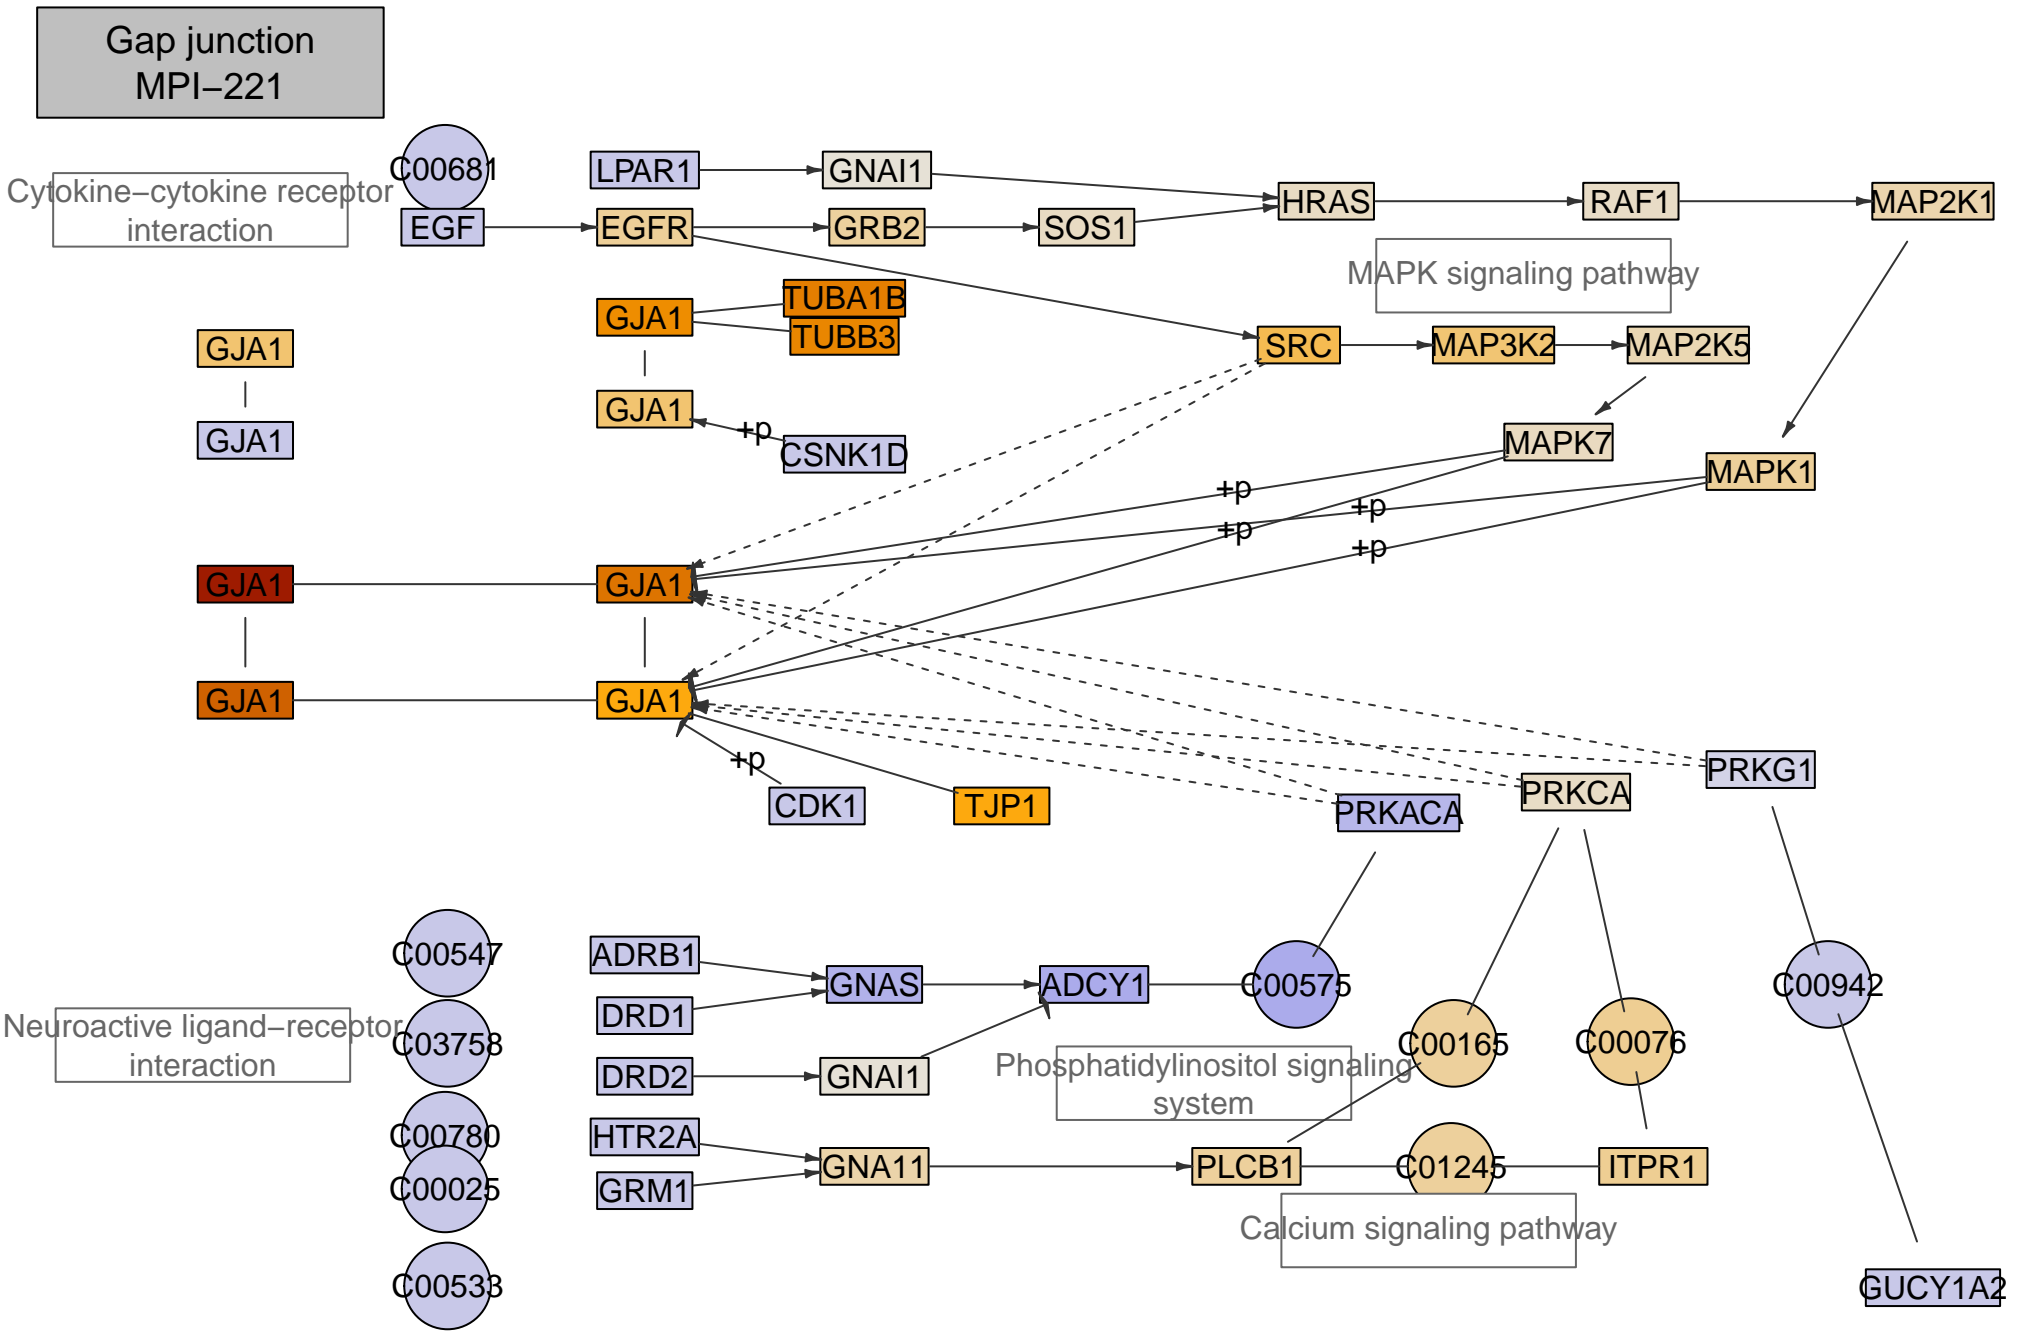 Gap junction
MPI−221
C00681
Cytokine−cytokine receptor
interaction
EGF
LPAR1
GNAI1
EGFR
GRB2
SOS1
HRAS
RAF1
MAP2K1
MAPK signaling pathway
GJA1
TUBA1B
TUBB3
GJA1
GJA1
SRC
MAP3K2
MAP2K5
GJA1
+p
CSNK1D
MAPK7
MAPK1
+p
+p
+p
+p
GJA1
GJA1
GJA1
GJA1
+p
CDK1
TJP1
PRKACA
PRKCA
PRKG1
C00547
ADRB1
GNAS
ADCY1
C00575
C00942
DRD1
Neuroactive ligand−receptor
interaction
C03758
DRD2
GNAI1
Phosphatidylinositol signaling
system
C00165
C00076
C00780
HTR2A
C00025
GRM1
GNA11
PLCB1
C01245
ITPR1
Calcium signaling pathway
C00533
GUCY1A2